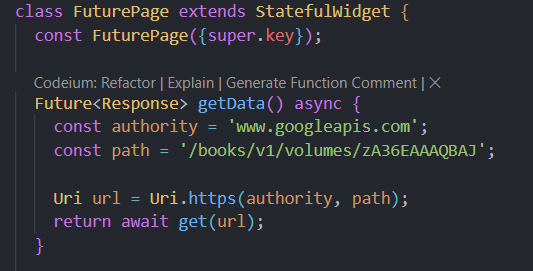 class FuturePage extends StatefulWidget {
const FuturePage({super.key});
Codeium: Refactor | Explain | Generate Function Comment | ×
Future<Response> getData() async {
const authority = 'www.googleapis.com';
const path = '/books/v1/volumes/zA36EAAAQBAJ';
Uri url = Uri.https(authority, path);
return await get(url);
}